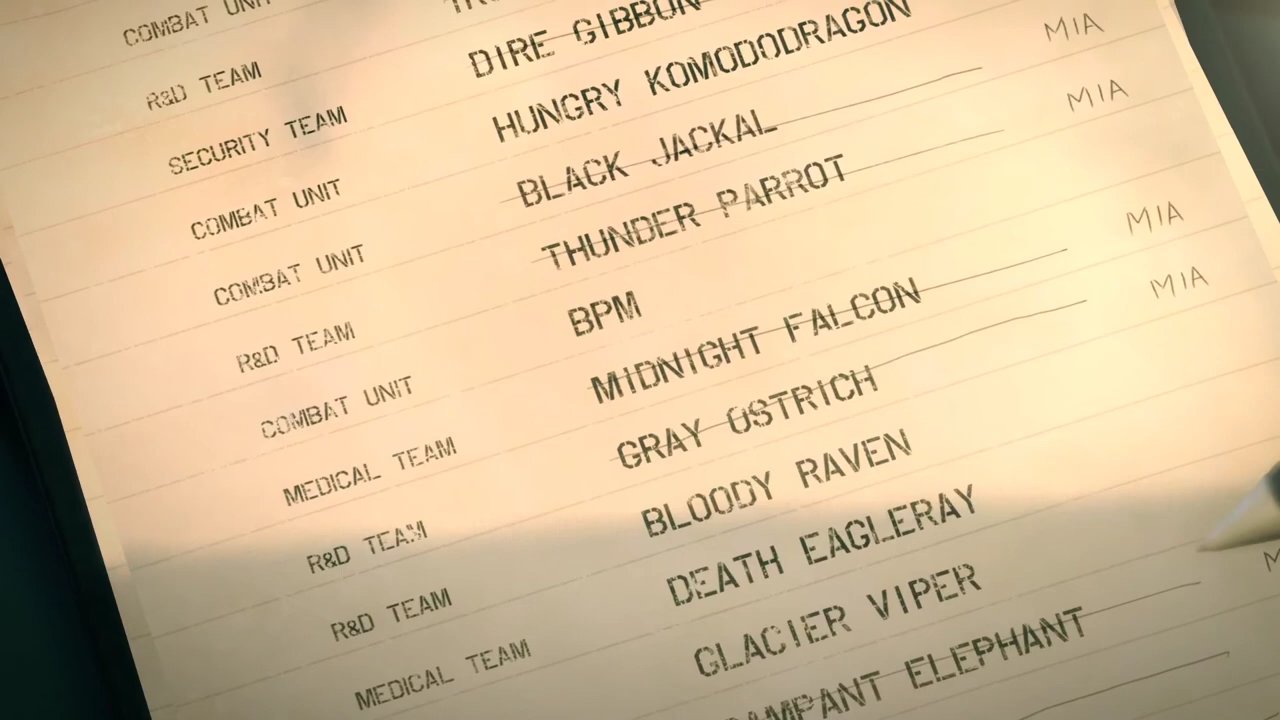 COMBAT UNIT
R&D TEAM
SECURITY TEAM DIRE GIBBON
COMBAT UNIT HUNGRY KOMODODRAGON
COMBAT UNIT BLACK JACKAL MIA
R&D TEAM THUNDER PARROT MIA
COMBAT UNIT BPM
MEDICAL TEAM MIDNIGHT FALCON MIA
R&D TEAM GRAY OSTRICH MIA
R&D TEAM BLOODY RAVEN
MEDICAL TEAM DEATH EAGLERAY
GLACIER VIPER
RAMPANT ELEPHANT